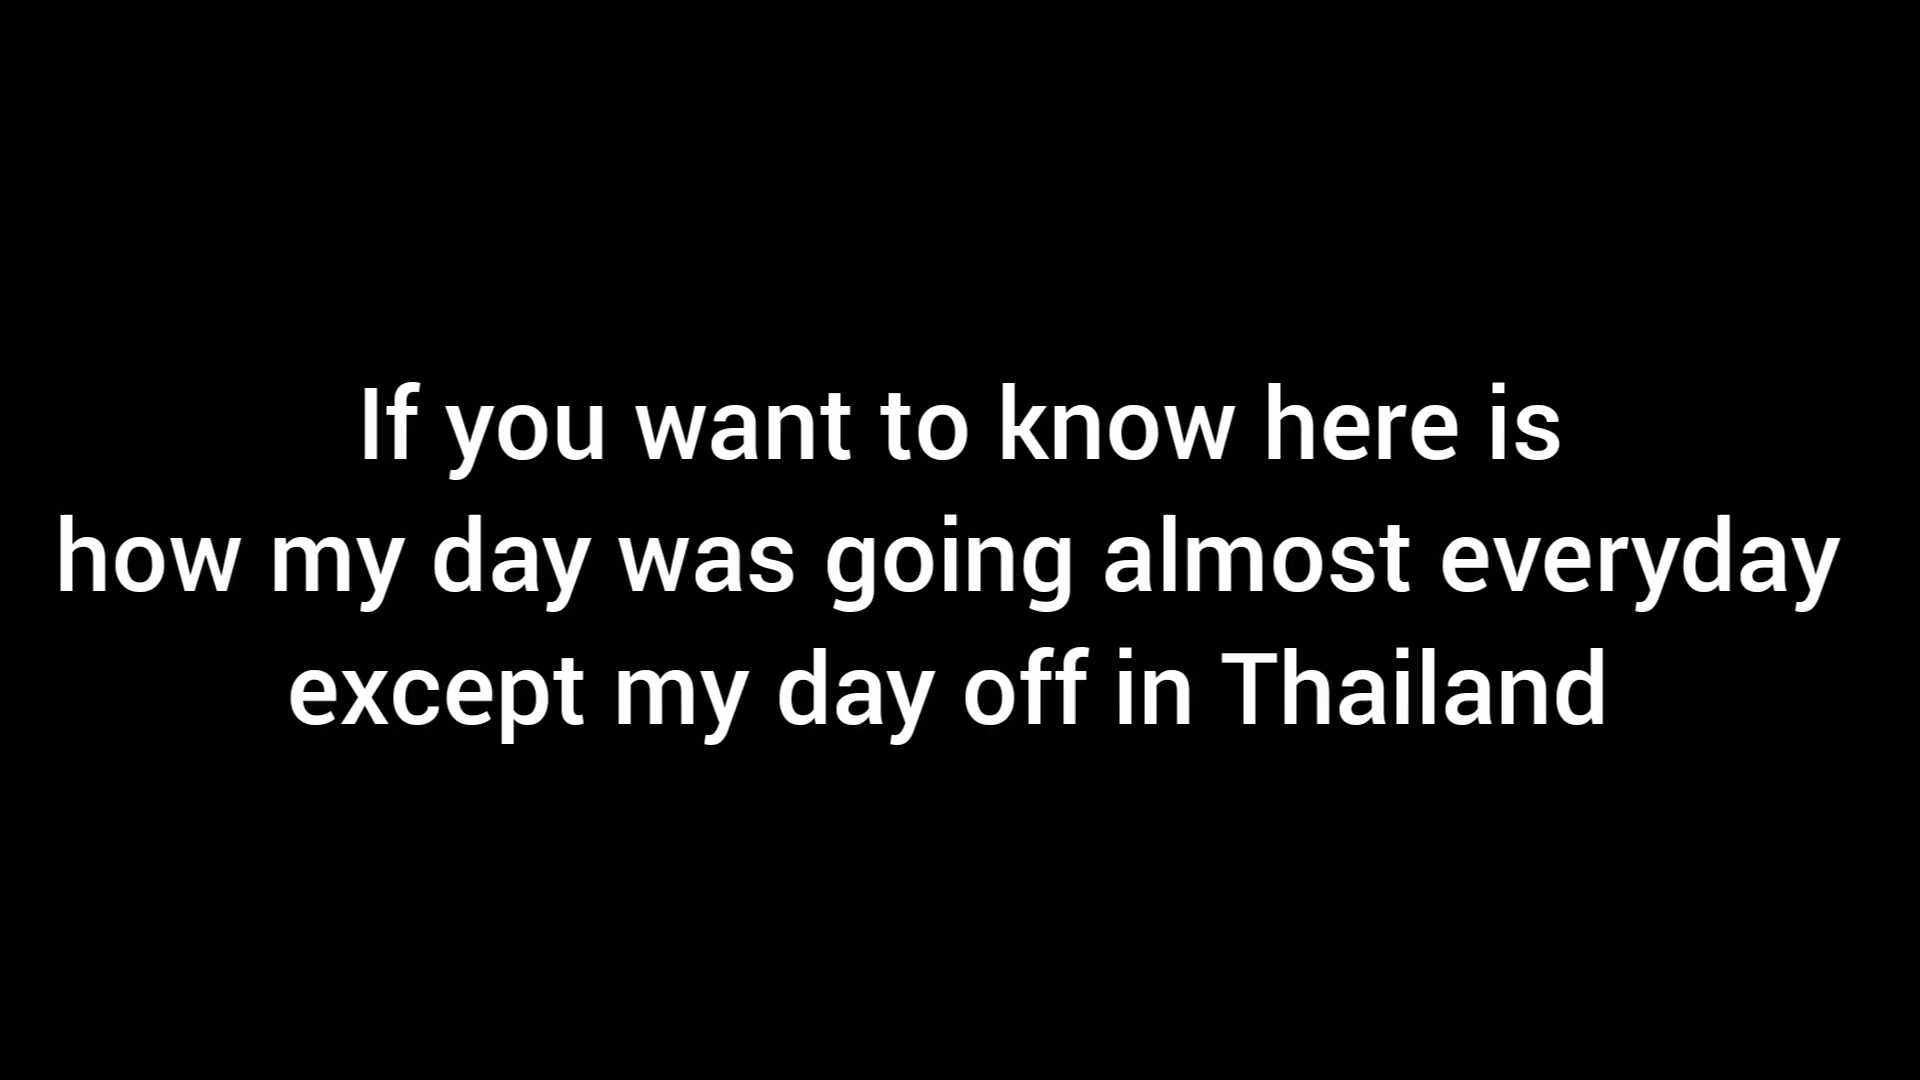 If you want to know here is
how my day was going almost everyday
except my day off in Thailand